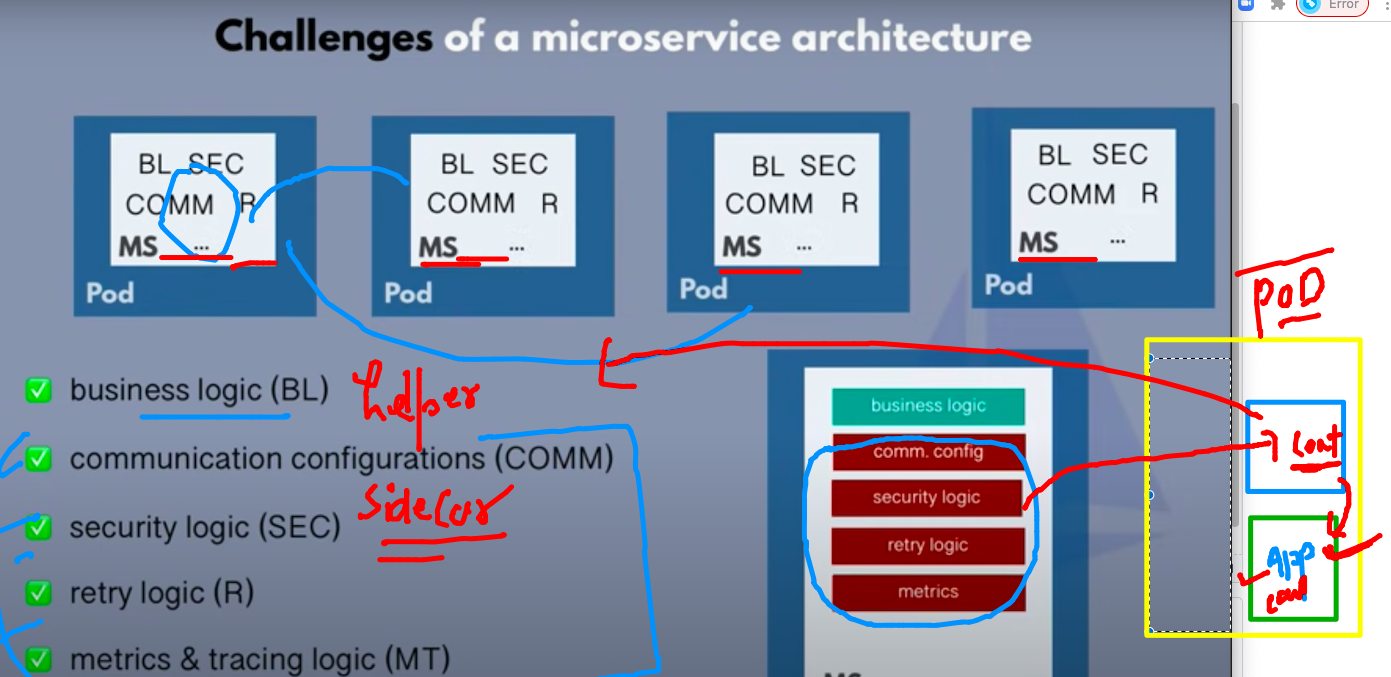 Error
Challenges of a microservice architecture
BL SEC
COMM R
MS ...
Pod
BL SEC
COMM R
MS ...
Pod
BL SEC
COMM R
MS ...
Pod
BL SEC
COMM R
MS ...
Pod
POD
business logic (BL)
helper
communication configurations (COMM)
sidecar
security logic (SEC)
retry logic (R)
metrics & tracing logic (MT)
business logic
comm. config
security logic
retry logic
metrics
MS
Cont
App